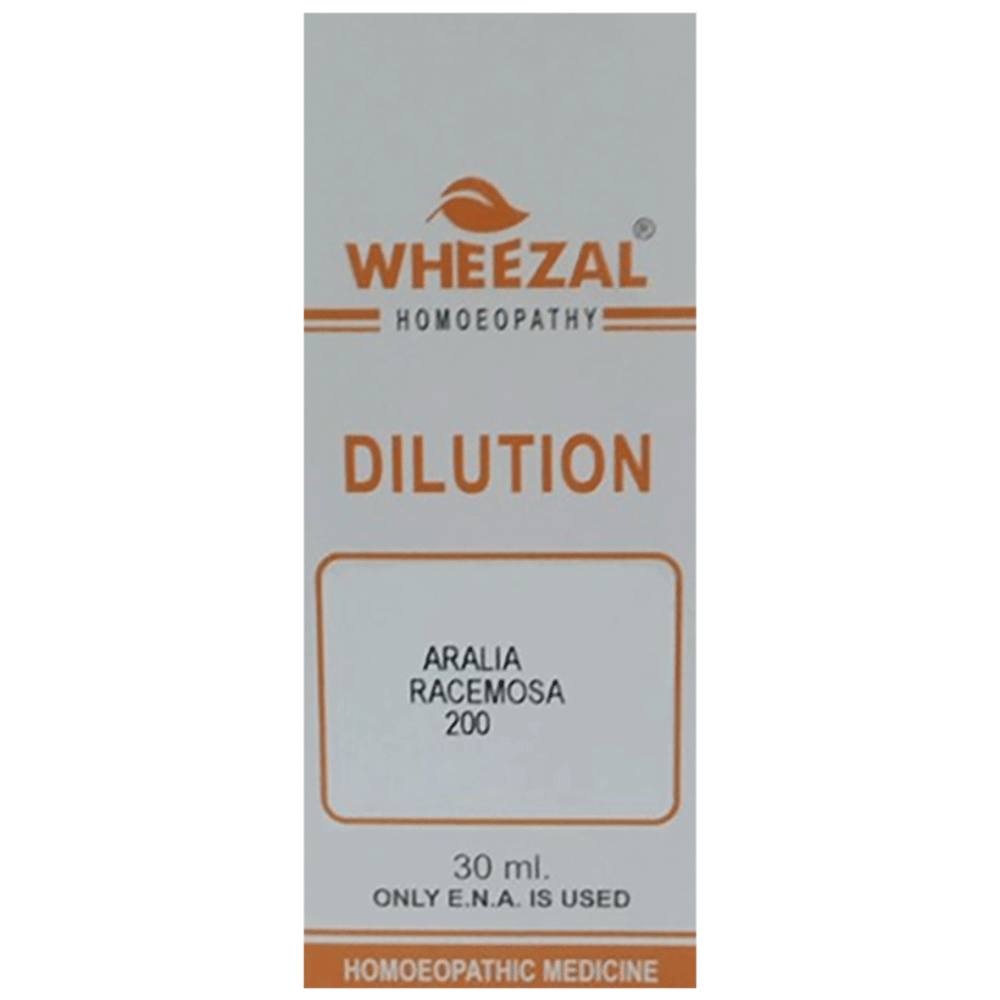 WHEEZAL®
HOMOEOPATHY
DILUTION
ARALIA
RACEMOSA
200
30 ml.
ONLY E.N.A. IS USED
HOMOEOPATHIC MEDICINE